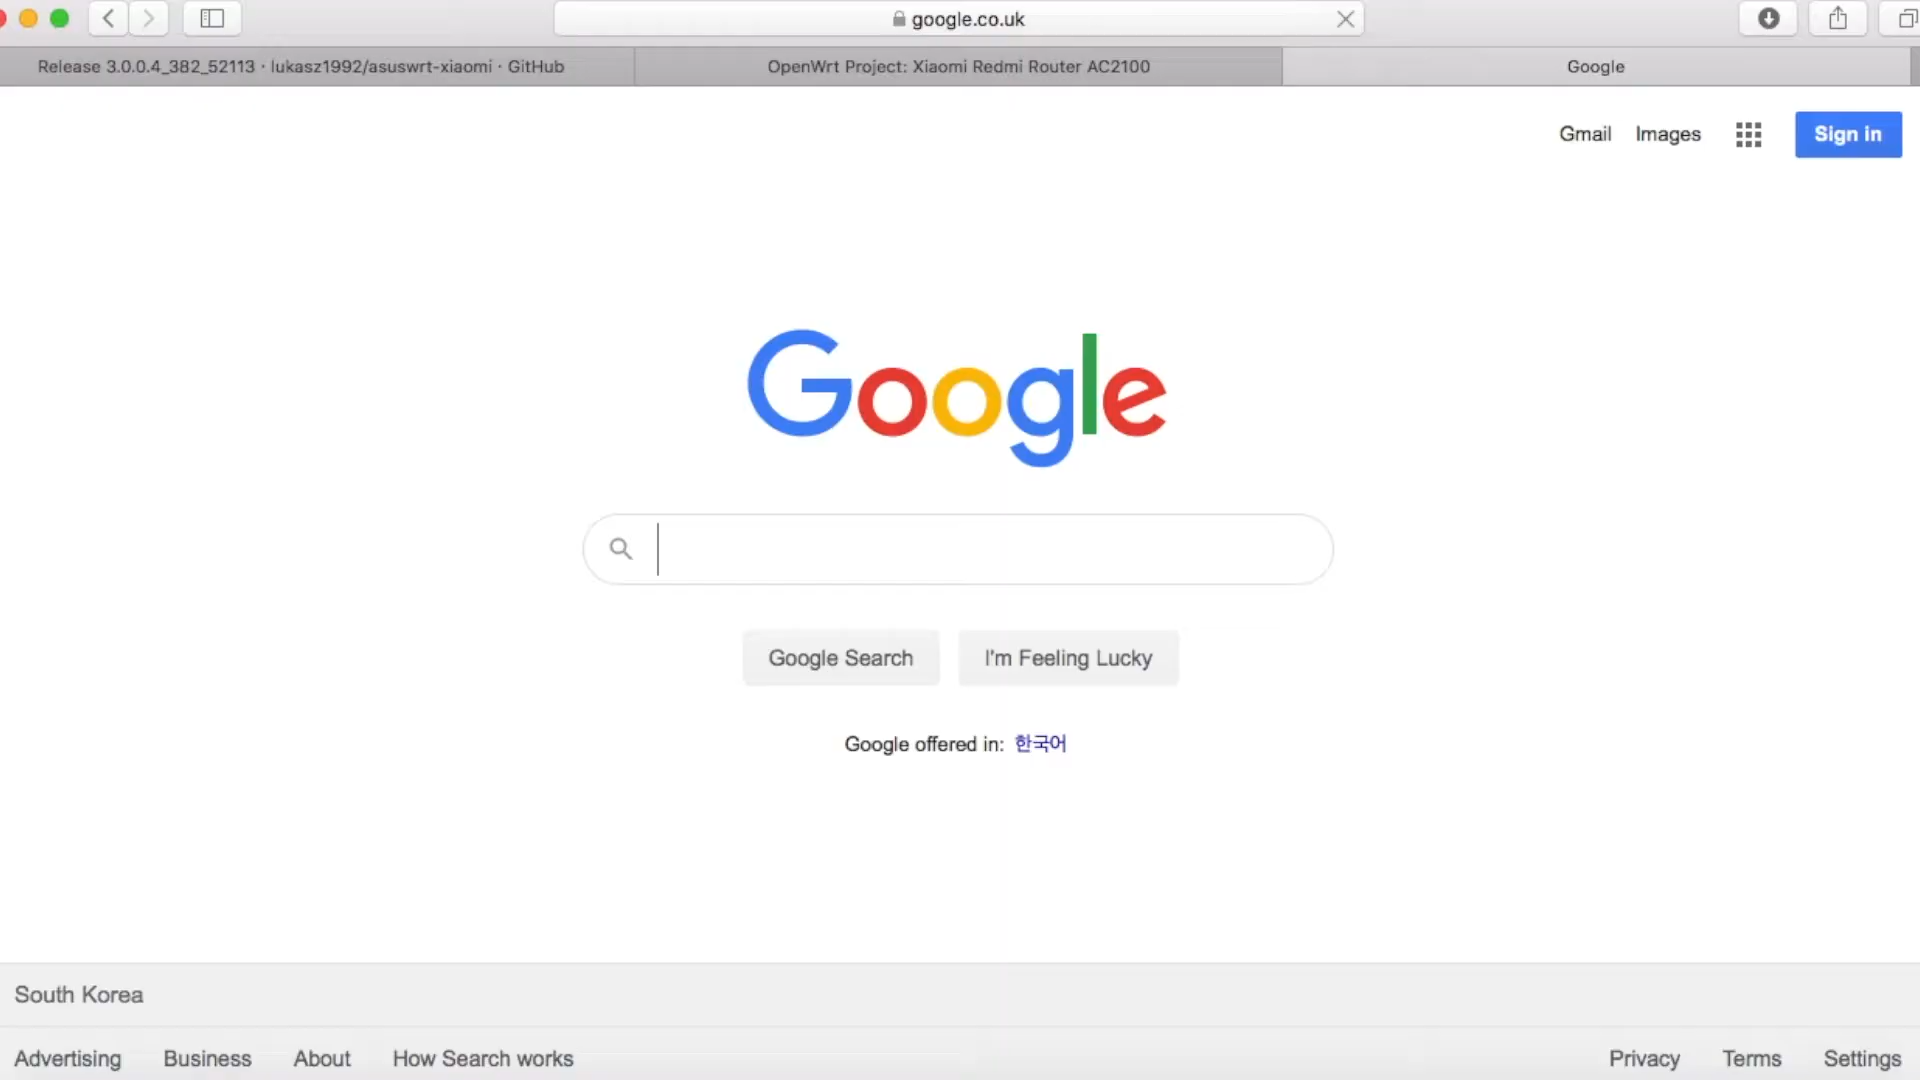 google.co.uk
Release 3.0.0.4_382_52113 · lukasz1992/asuswrt-xiaomi · GitHub
OpenWrt Project: Xiaomi Redmi Router AC2100
Google
Gmail
Images
Sign in
Google
Google Search
I'm Feeling Lucky
Google offered in: 한국어
South Korea
Advertising
Business
About
How Search works
Privacy
Terms
Settings